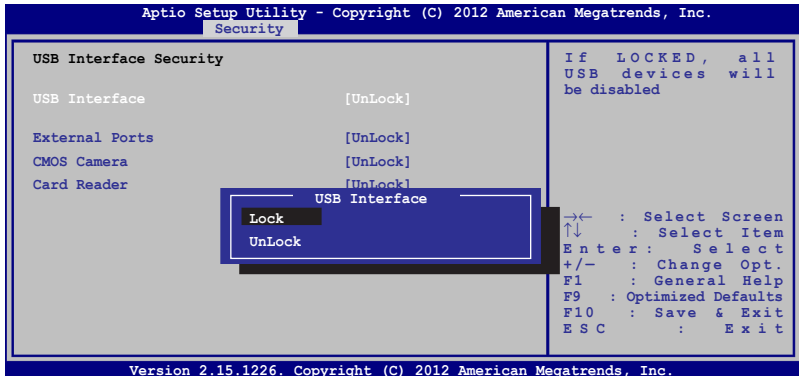 Aptio Setup Utility - Copyright (C) 2012 American Megatrends, Inc.
Security
USB Interface Security
USB Interface [UnLock]
External Ports [UnLock]
CMOS Camera [UnLock]
Card Reader [UnLock]
USB Interface
Lock
UnLock
If LOCKED, all
USB devices will
be disabled
→← : Select Screen
↑↓ : Select Item
Enter: Select
+/— : Change Opt.
F1 : General Help
F9 : Optimized Defaults
F10 : Save & Exit
ESC : Exit
Version 2.15.1226. Copyright (C) 2012 American Megatrends, Inc.